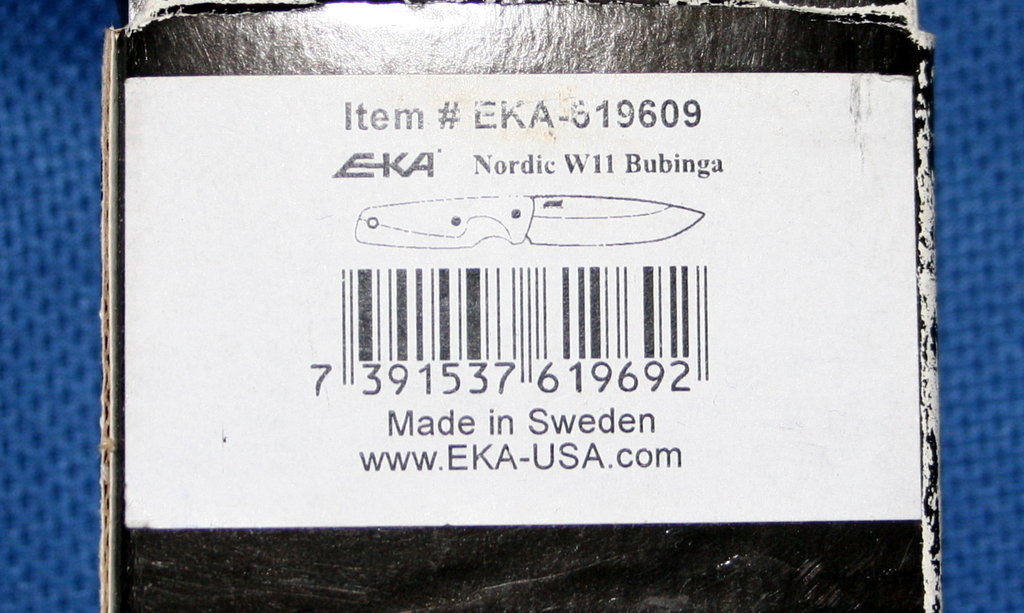 Item # EKA-619609
EKA Nordic W11 Bubinga
7 391537 619692
Made in Sweden
www.EKA-USA.com